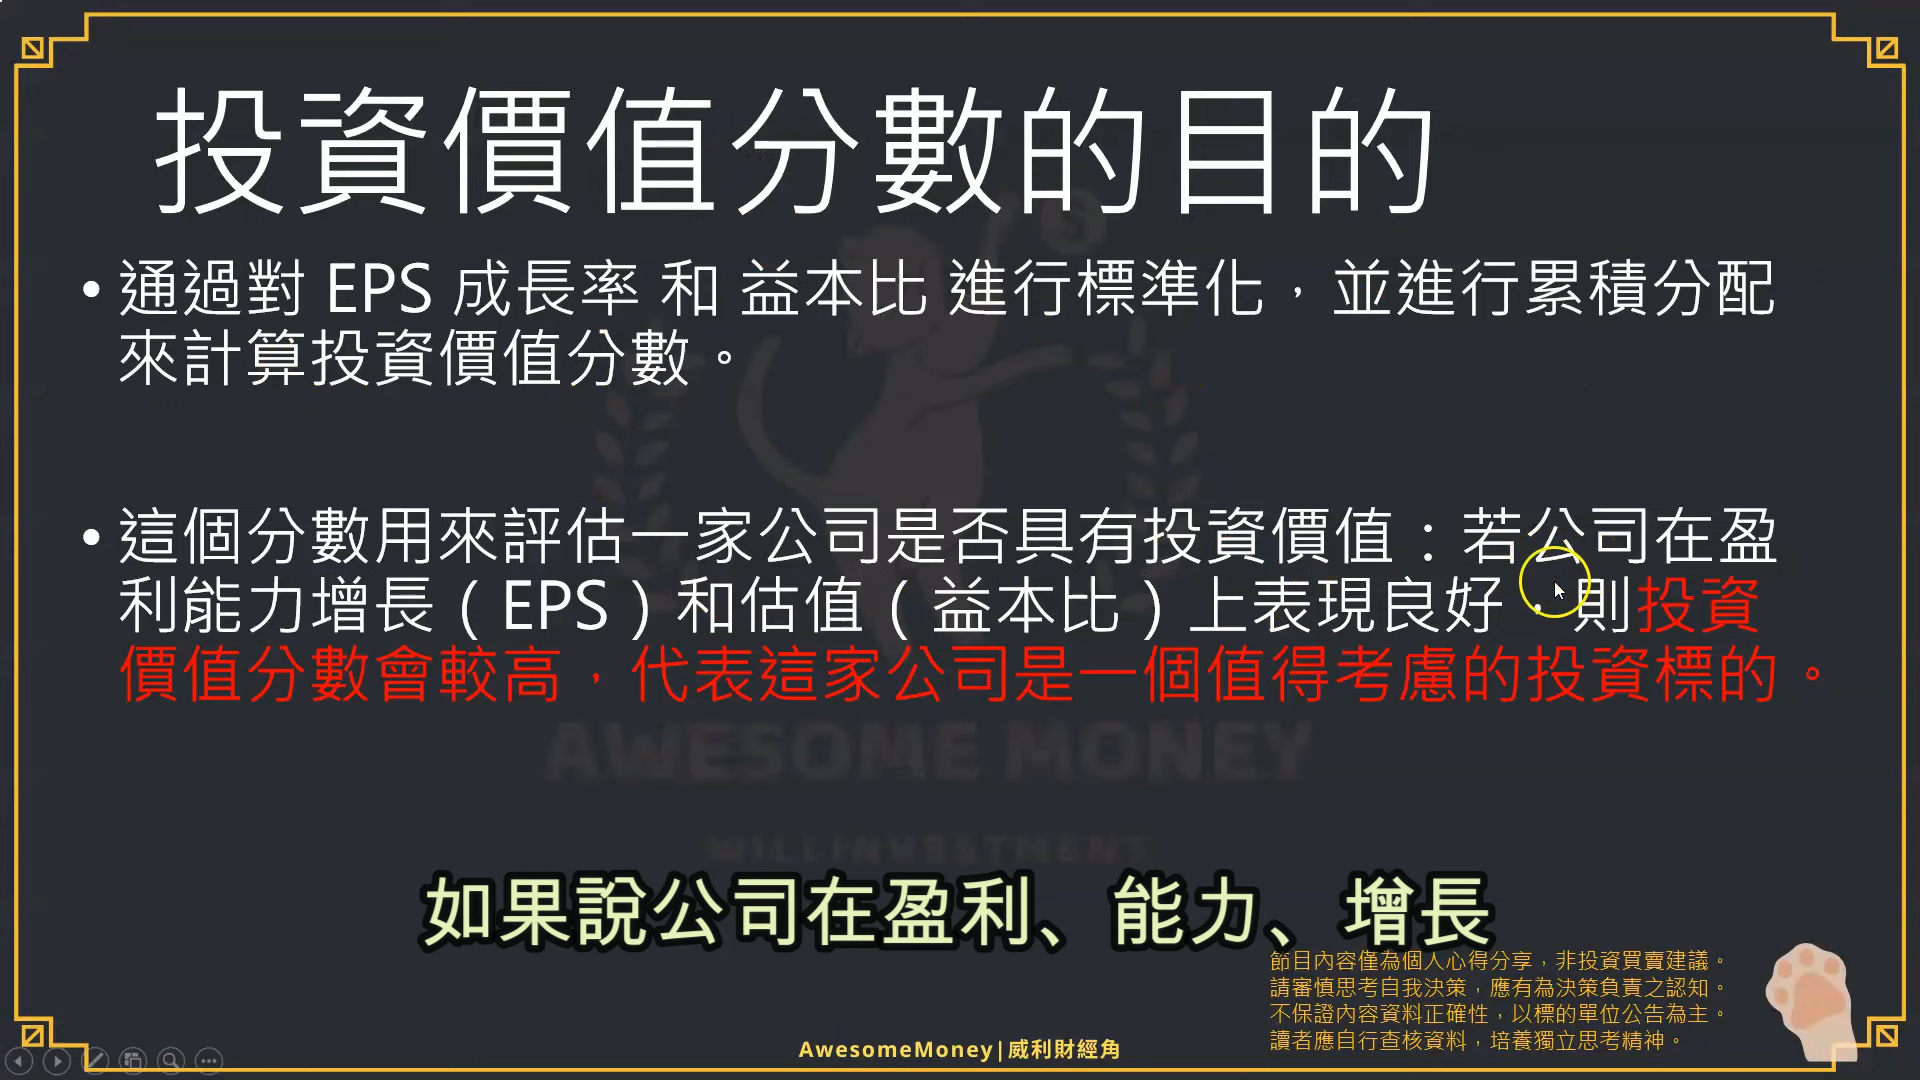 投資價值分數的目的
• 通過對 EPS 成長率 和 益本比 進行標準化，並進行累積分配
來計算投資價值分數。
• 這個分數用來評估一家公司是否具有投資價值：若公司在盈
利能力增長（EPS）和估值（益本比）上表現良好，則投資
價值分數會較高，代表這家公司是一個值得考慮的投資標的。
AWESOME MONEY
WILLINVESTMENT
如果說公司在盈利、能力、增長
節目內容僅為個人心得分享，非投資買賣建議。
請審慎思考自我決策，應有為決策負責之認知。
不保證內容資料正確性，以標的單位公告為主。
讀者應自行查核資料，培養獨立思考精神。
AwesomeMoney|威利財經角